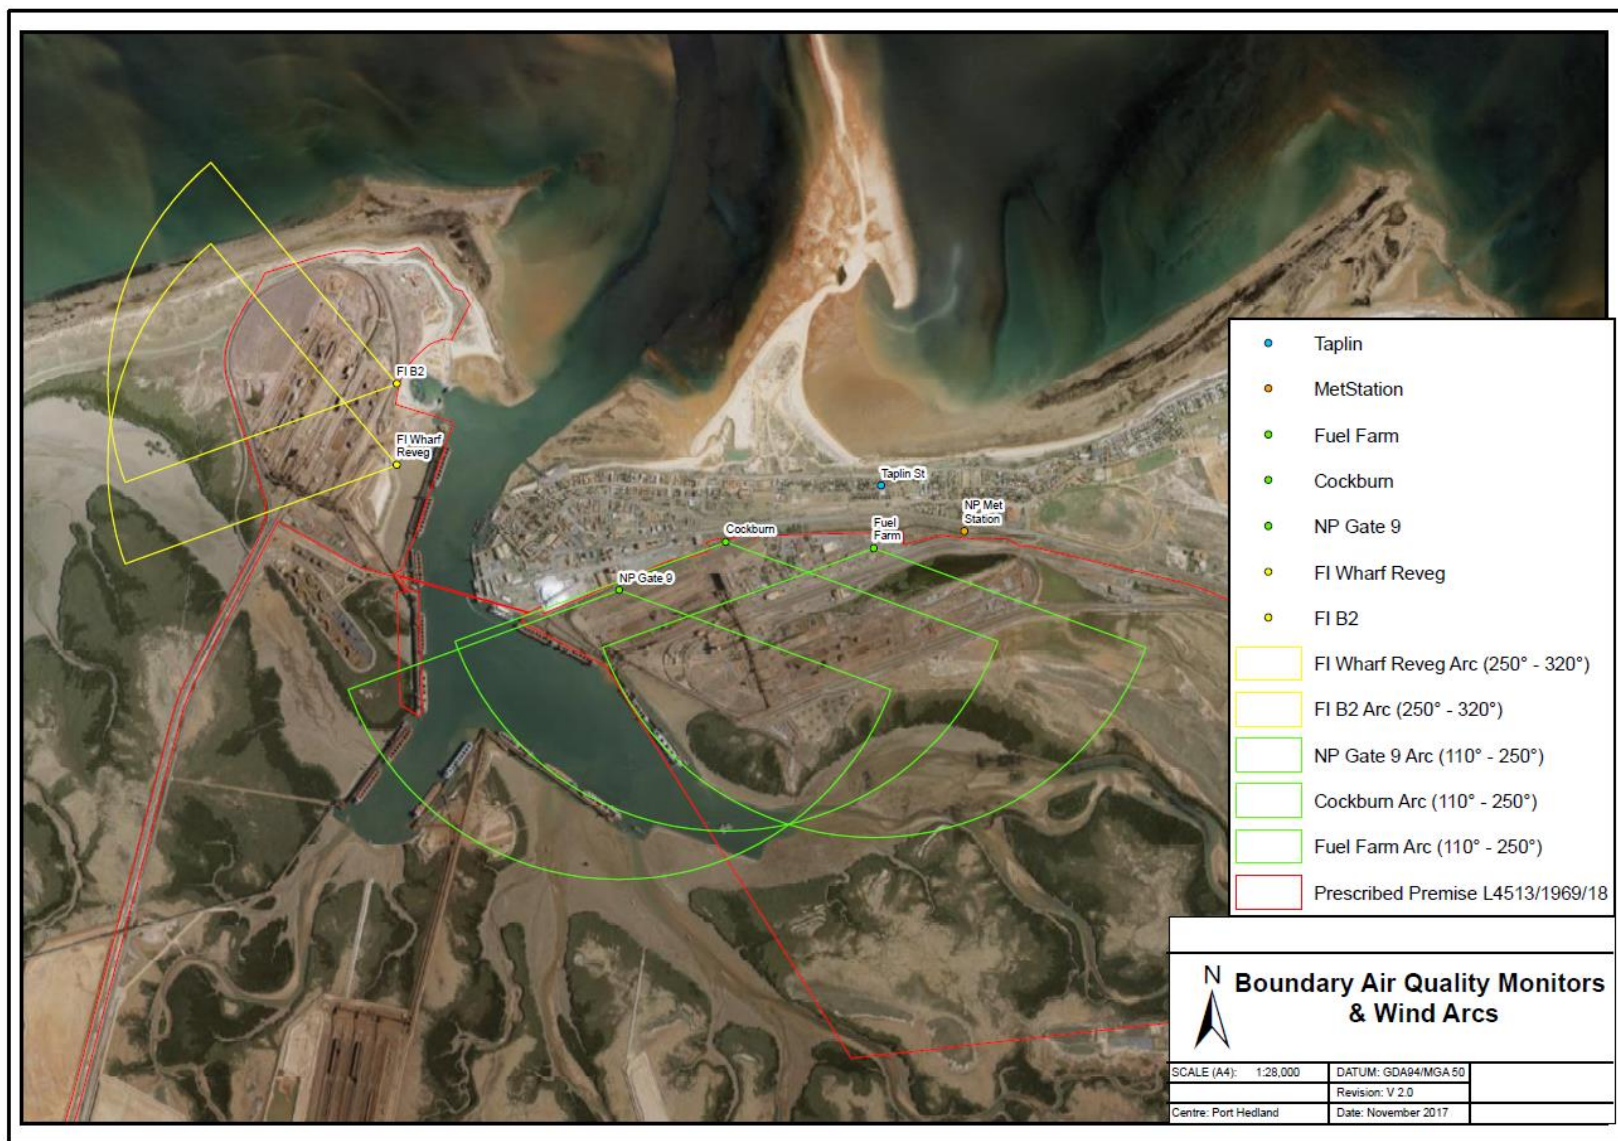 FI B2
FI Wharf
Reveg
Taplin St
NP Met
Station
Fuel
Farm
Cockburn
NP Gate 9
Taplin
MetStation
Fuel Farm
Cockburn
NP Gate 9
FI Wharf Reveg
FI B2
FI Wharf Reveg Arc (250° - 320°)
FI B2 Arc (250° - 320°)
NP Gate 9 Arc (110° - 250°)
Cockburn Arc (110° - 250°)
Fuel Farm Arc (110° - 250°)
Prescribed Premise L4513/1969/18
N
Boundary Air Quality Monitors
& Wind Arcs
SCALE (A4): 1:28,000
DATUM: GDA94/MGA 50
Revision: V 2.0
Centre: Port Hedland
Date: November 2017